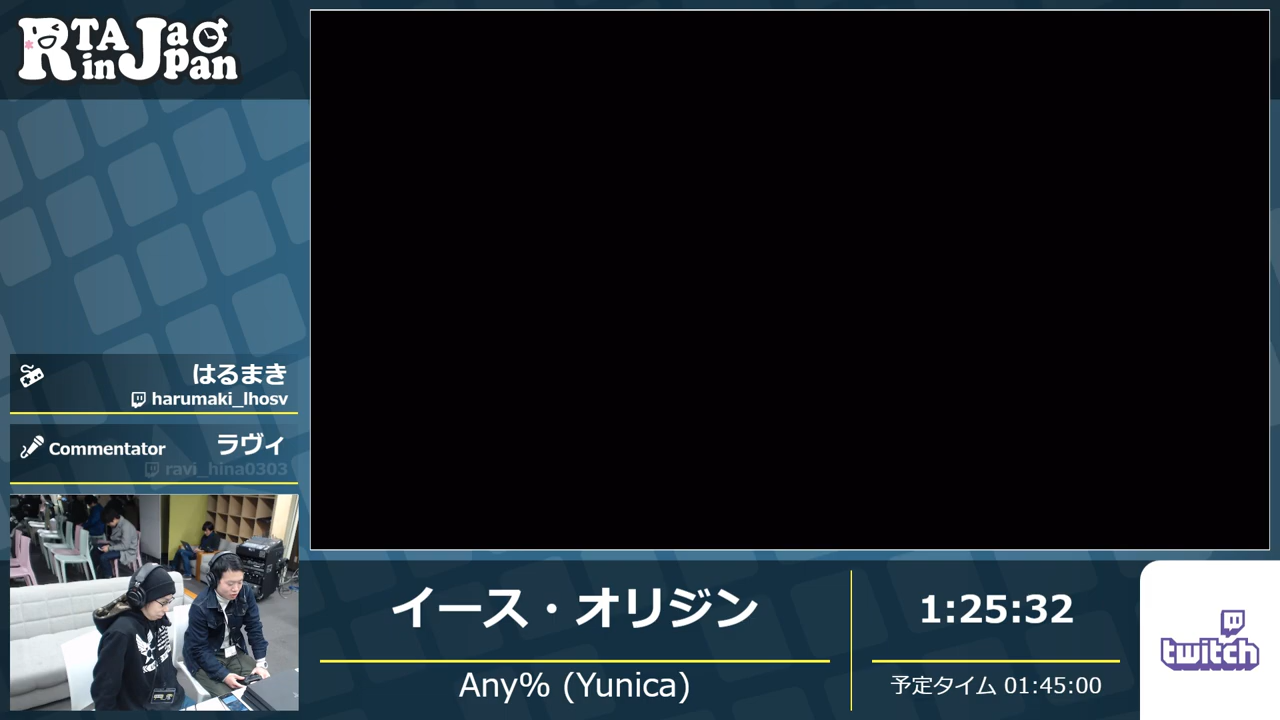 RTA in Japan
はるまき
harumaki_lhosv
Commentator ラヴィ
ravi_hina0303
イース・オリジン
Any% (Yunica)
1:25:32
予定タイム 01:45:00
twitch